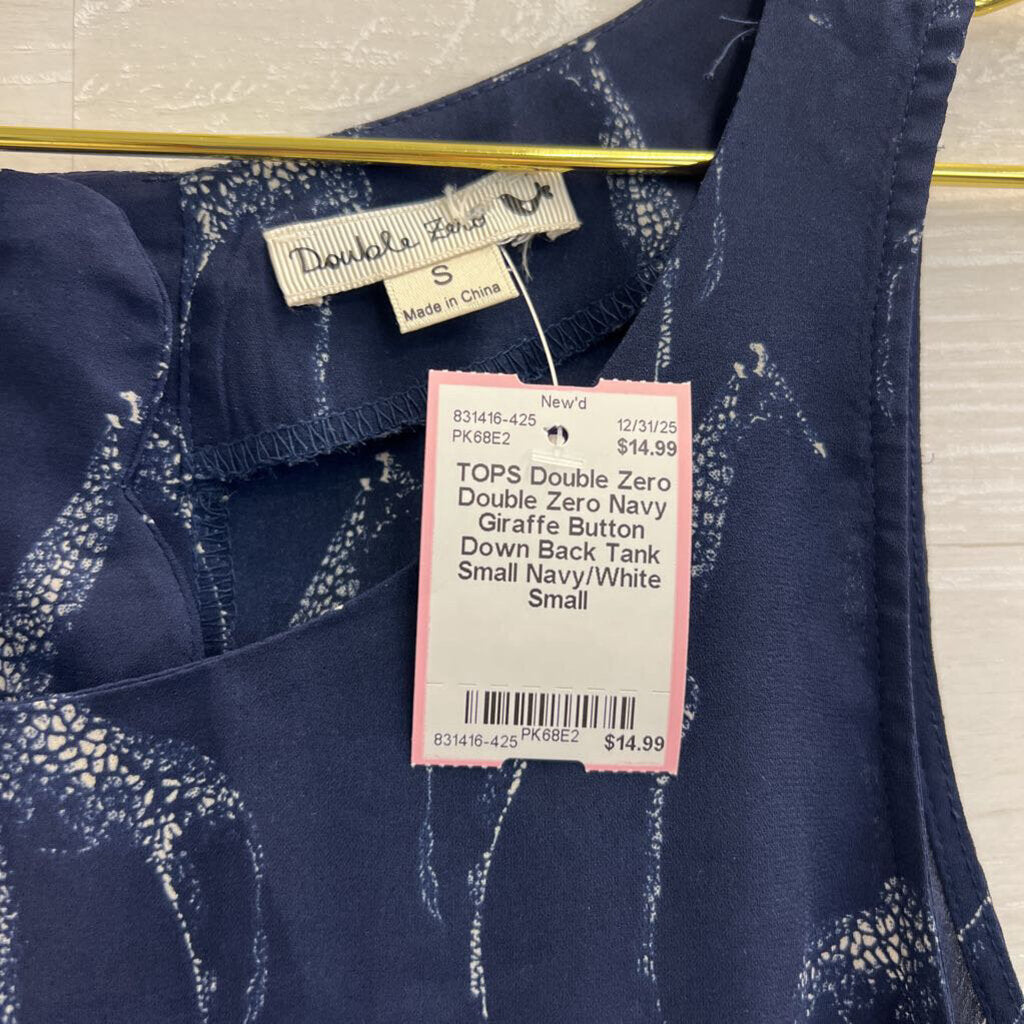 Double Zero
S
Made in China
New'd
831416-425 12/31/25
PK68E2 $14.99
TOPS Double Zero
Double Zero Navy
Giraffe Button
Down Back Tank
Small Navy/White
Small
831416-425 PK68E2 $14.99